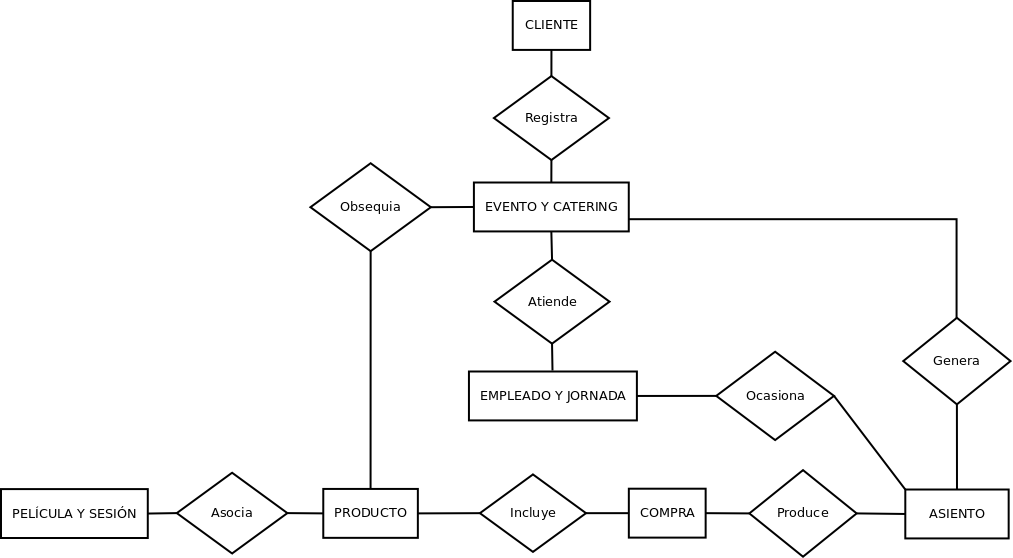 CLIENTE
Registra
Obsequia
EVENTO Y CATERING
Atiende
Genera
EMPLEADO Y JORNADA
Ocasiona
PELÍCULA Y SESIÓN
Asocia
PRODUCTO
Incluye
COMPRA
Produce
ASIENTO